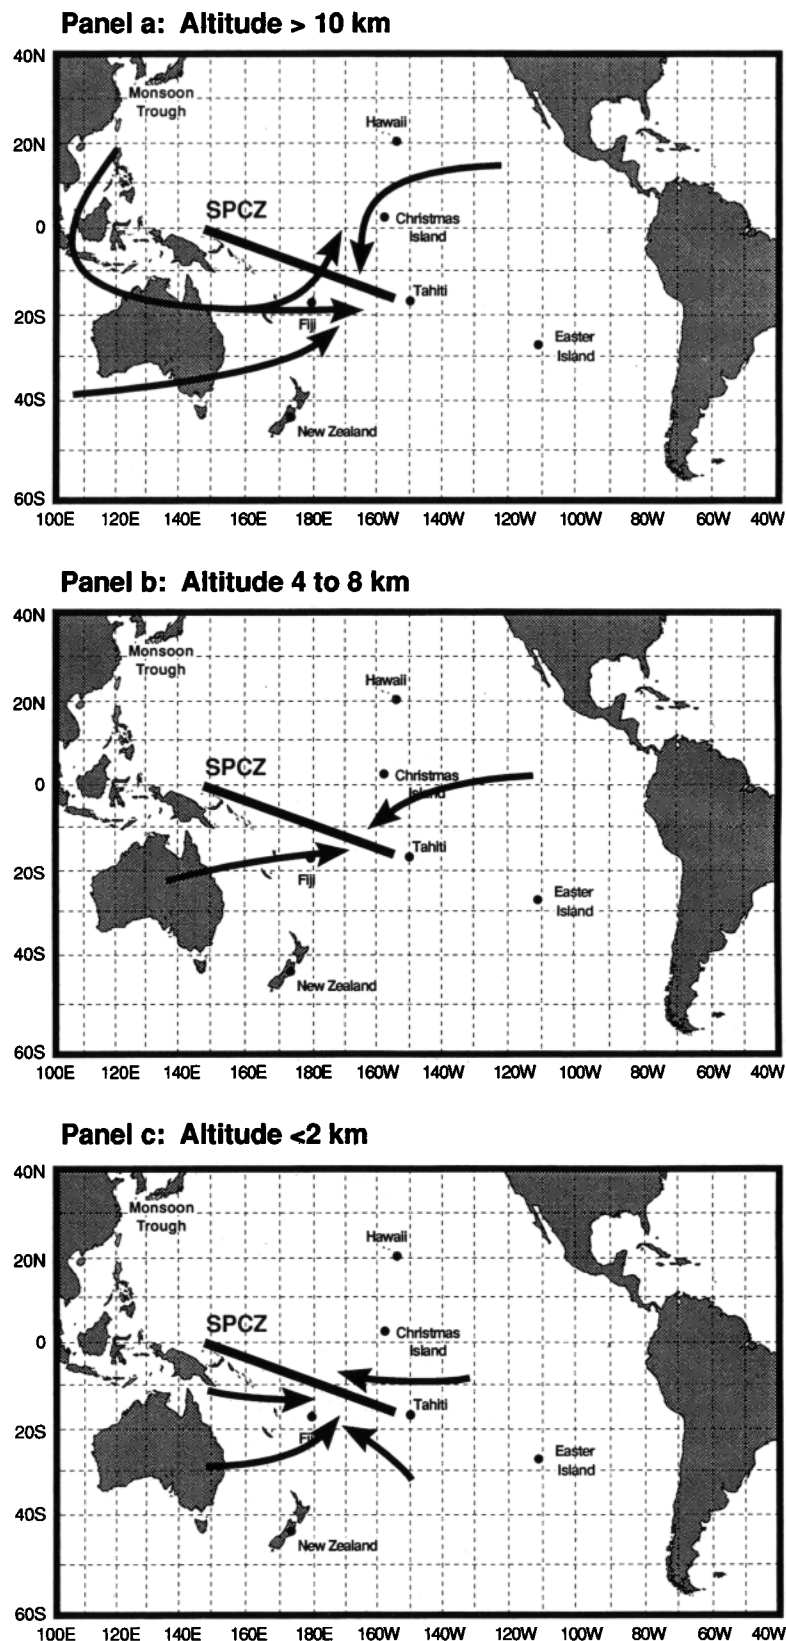 Panel a: Altitude > 10 km
40N
Monsoon
Trough
Hawaii
20N
SPCZ
Christmas
Island
0
Tahiti
20S
Fiji
Easter
Island
40S
New Zealand
60S
100E 120E 140E 160E 180E 160W 140W 120W 100W 80W 60W 40W
Panel b: Altitude 4 to 8 km
40N
Monsoon
Trough
Hawaii
20N
SPCZ
Christmas
Island
0
Tahiti
20S
Fiji
Easter
Island
40S
New Zealand
60S
100E 120E 140E 160E 180E 160W 140W 120W 100W 80W 60W 40W
Panel c: Altitude <2 km
40N
Monsoon
Trough
Hawaii
20N
SPCZ
Christmas
Island
0
Tahiti
20S
Fiji
Easter
Island
40S
New Zealand
60S
100E 120E 140E 160E 180E 160W 140W 120W 100W 80W 60W 40W